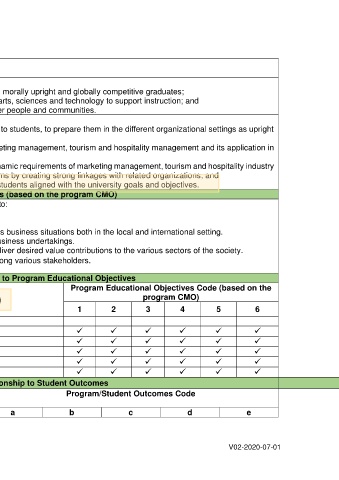 morally upright and globally competitive graduates;
arts, sciences and technology to support instruction; and
er people and communities.
to students, to prepare them in the different organizational settings as upright
eting management, tourism and hospitality management and its application in
namic requirements of marketing management, tourism and hospitality industry
ms by creating strong linkages with related organizations; and
students aligned with the university goals and objectives.
s (based on the program CMO)
to:
s business situations both in the local and international setting.
usiness undertakings.
liver desired value contributions to the various sectors of the society.
ong various stakeholders.
to Program Educational Objectives
) Program Educational Objectives Code (based on the
program CMO)
1 2 3 4 5 6
✓ ✓ ✓ ✓ ✓ ✓
✓ ✓ ✓ ✓ ✓ ✓
✓ ✓ ✓ ✓ ✓ ✓
✓ ✓ ✓ ✓ ✓ ✓
✓ ✓ ✓ ✓ ✓ ✓
onship to Student Outcomes
Program/Student Outcomes Code
a b c d e
V02-2020-07-01